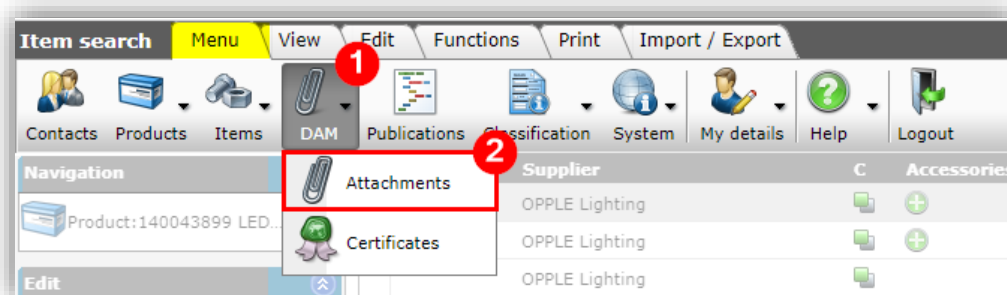 Item search Menu View Edit Functions Print Import / Export
1
Contacts Products Items DAM Publications Classification System My details Help Logout
2
Navigation Supplier C Accessories
Attachments
Product:140043899 LED... OPPLE Lighting
Certificates OPPLE Lighting
Edit OPPLE Lighting